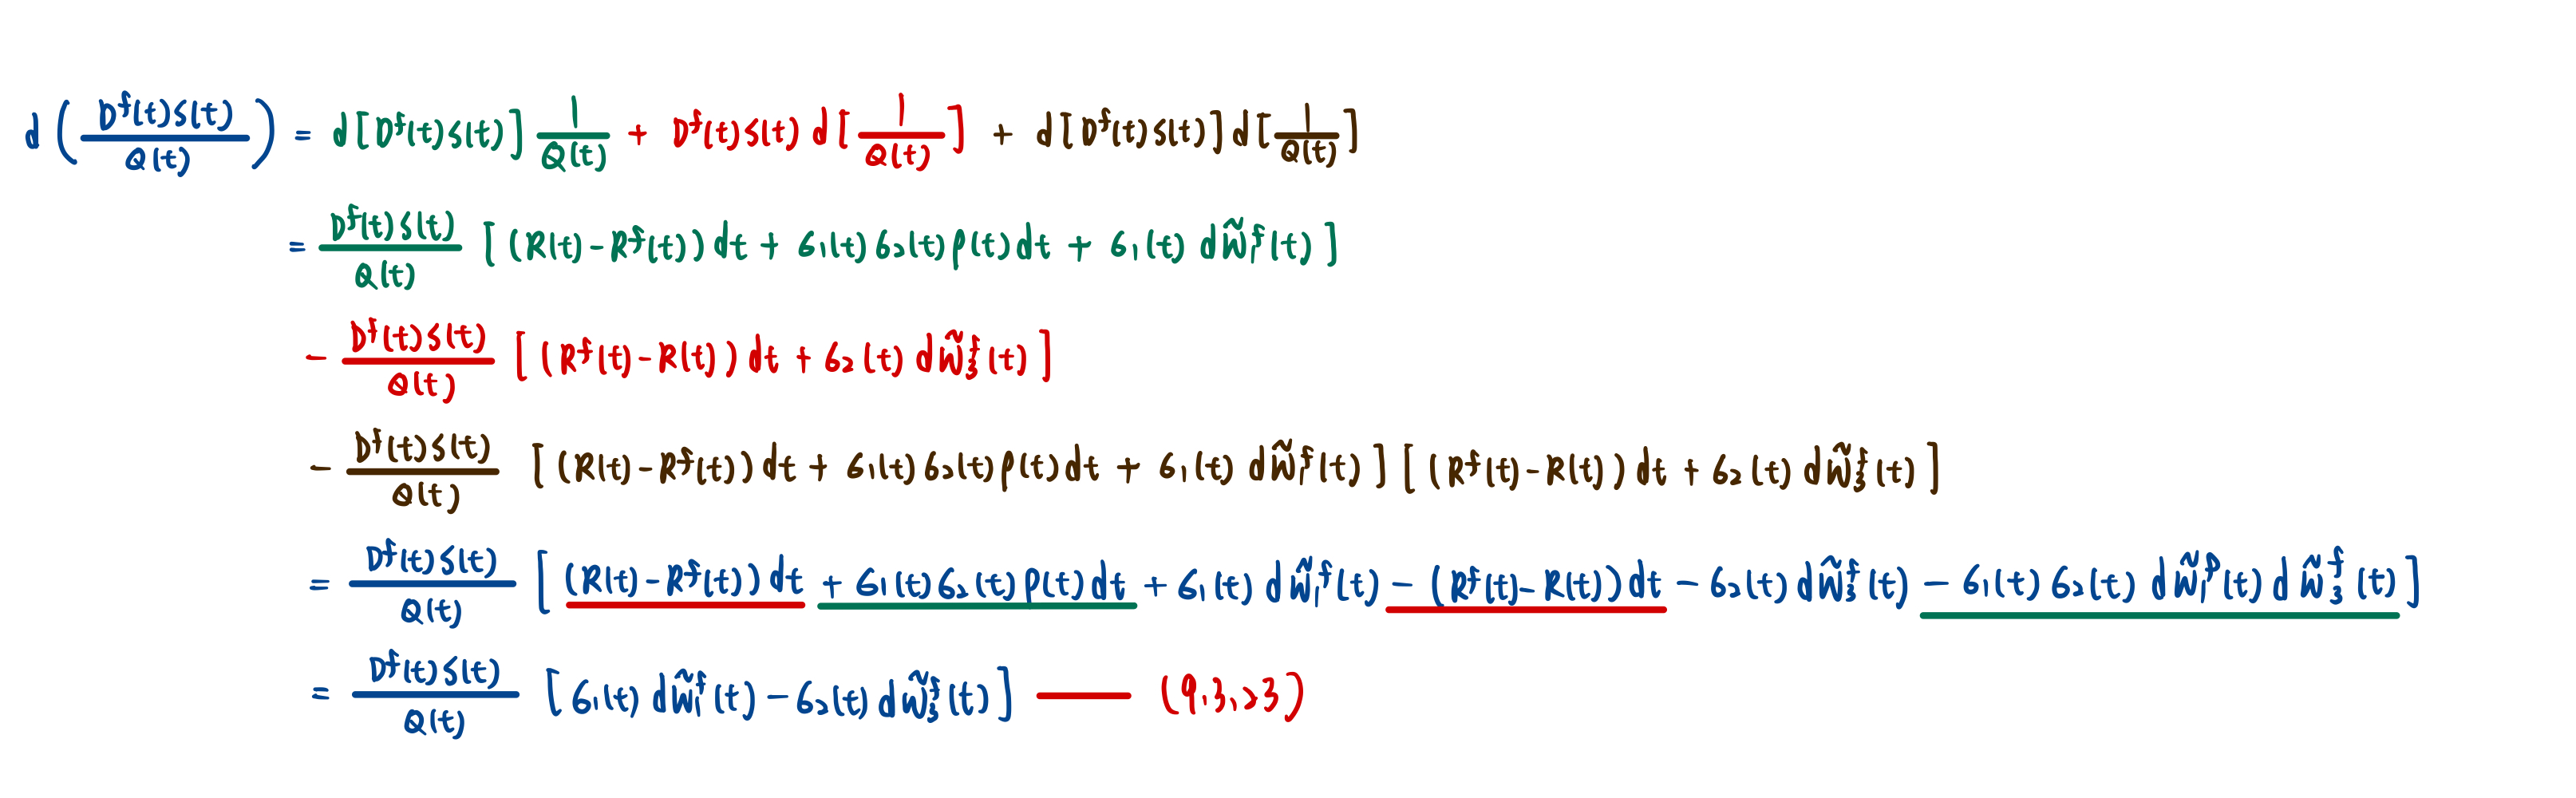 d ( D^f(t)S(t) / Q(t) ) = d[D^f(t)S(t)] 1/Q(t) + D^f(t)S(t) d[1/Q(t)] + d[D^f(t)S(t)] d[1/Q(t)]
= D^f(t)S(t)/Q(t) [ (R(t) - R^f(t)) dt + σ₁(t)σ₂(t)ρ(t)dt + σ₁(t) dW̃₁^f(t) ]
- D^f(t)S(t)/Q(t) [ (R^f(t) - R(t)) dt + σ₂(t) dW̃₃^f(t) ]
- D^f(t)S(t)/Q(t) [ (R(t) - R^f(t)) dt + σ₁(t)σ₂(t)ρ(t)dt + σ₁(t) dW̃₁^f(t) ] [ (R^f(t) - R(t)) dt + σ₂(t) dW̃₃^f(t) ]
= D^f(t)S(t)/Q(t) [ (R(t) - R^f(t)) dt + σ₁(t)σ₂(t)ρ(t)dt + σ₁(t) dW̃₁^f(t) - (R^f(t) - R(t))dt - σ₂(t) dW̃₃^f(t) - σ₁(t)σ₂(t) dW̃₁^f(t) dW̃₃^f(t) ]
= D^f(t)S(t)/Q(t) [ σ₁(t) dW̃₁^f(t) - σ₂(t) dW̃₃^f(t) ] —— (9.3.23)